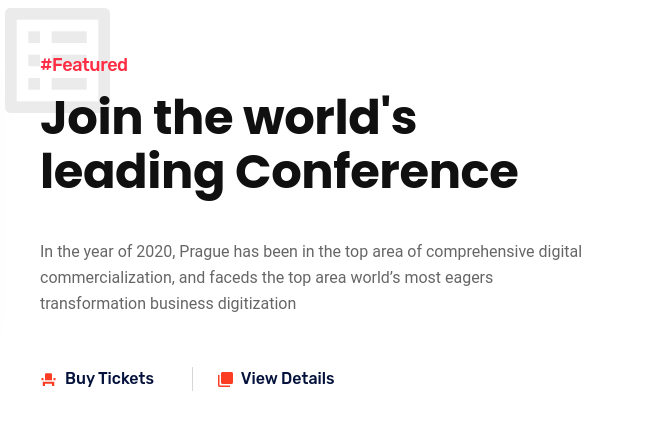 #Featured
Join the world's
leading Conference
In the year of 2020, Prague has been in the top area of comprehensive digital
commercialization, and faceds the top area world’s most eagers
transformation business digitization
Buy Tickets
View Details